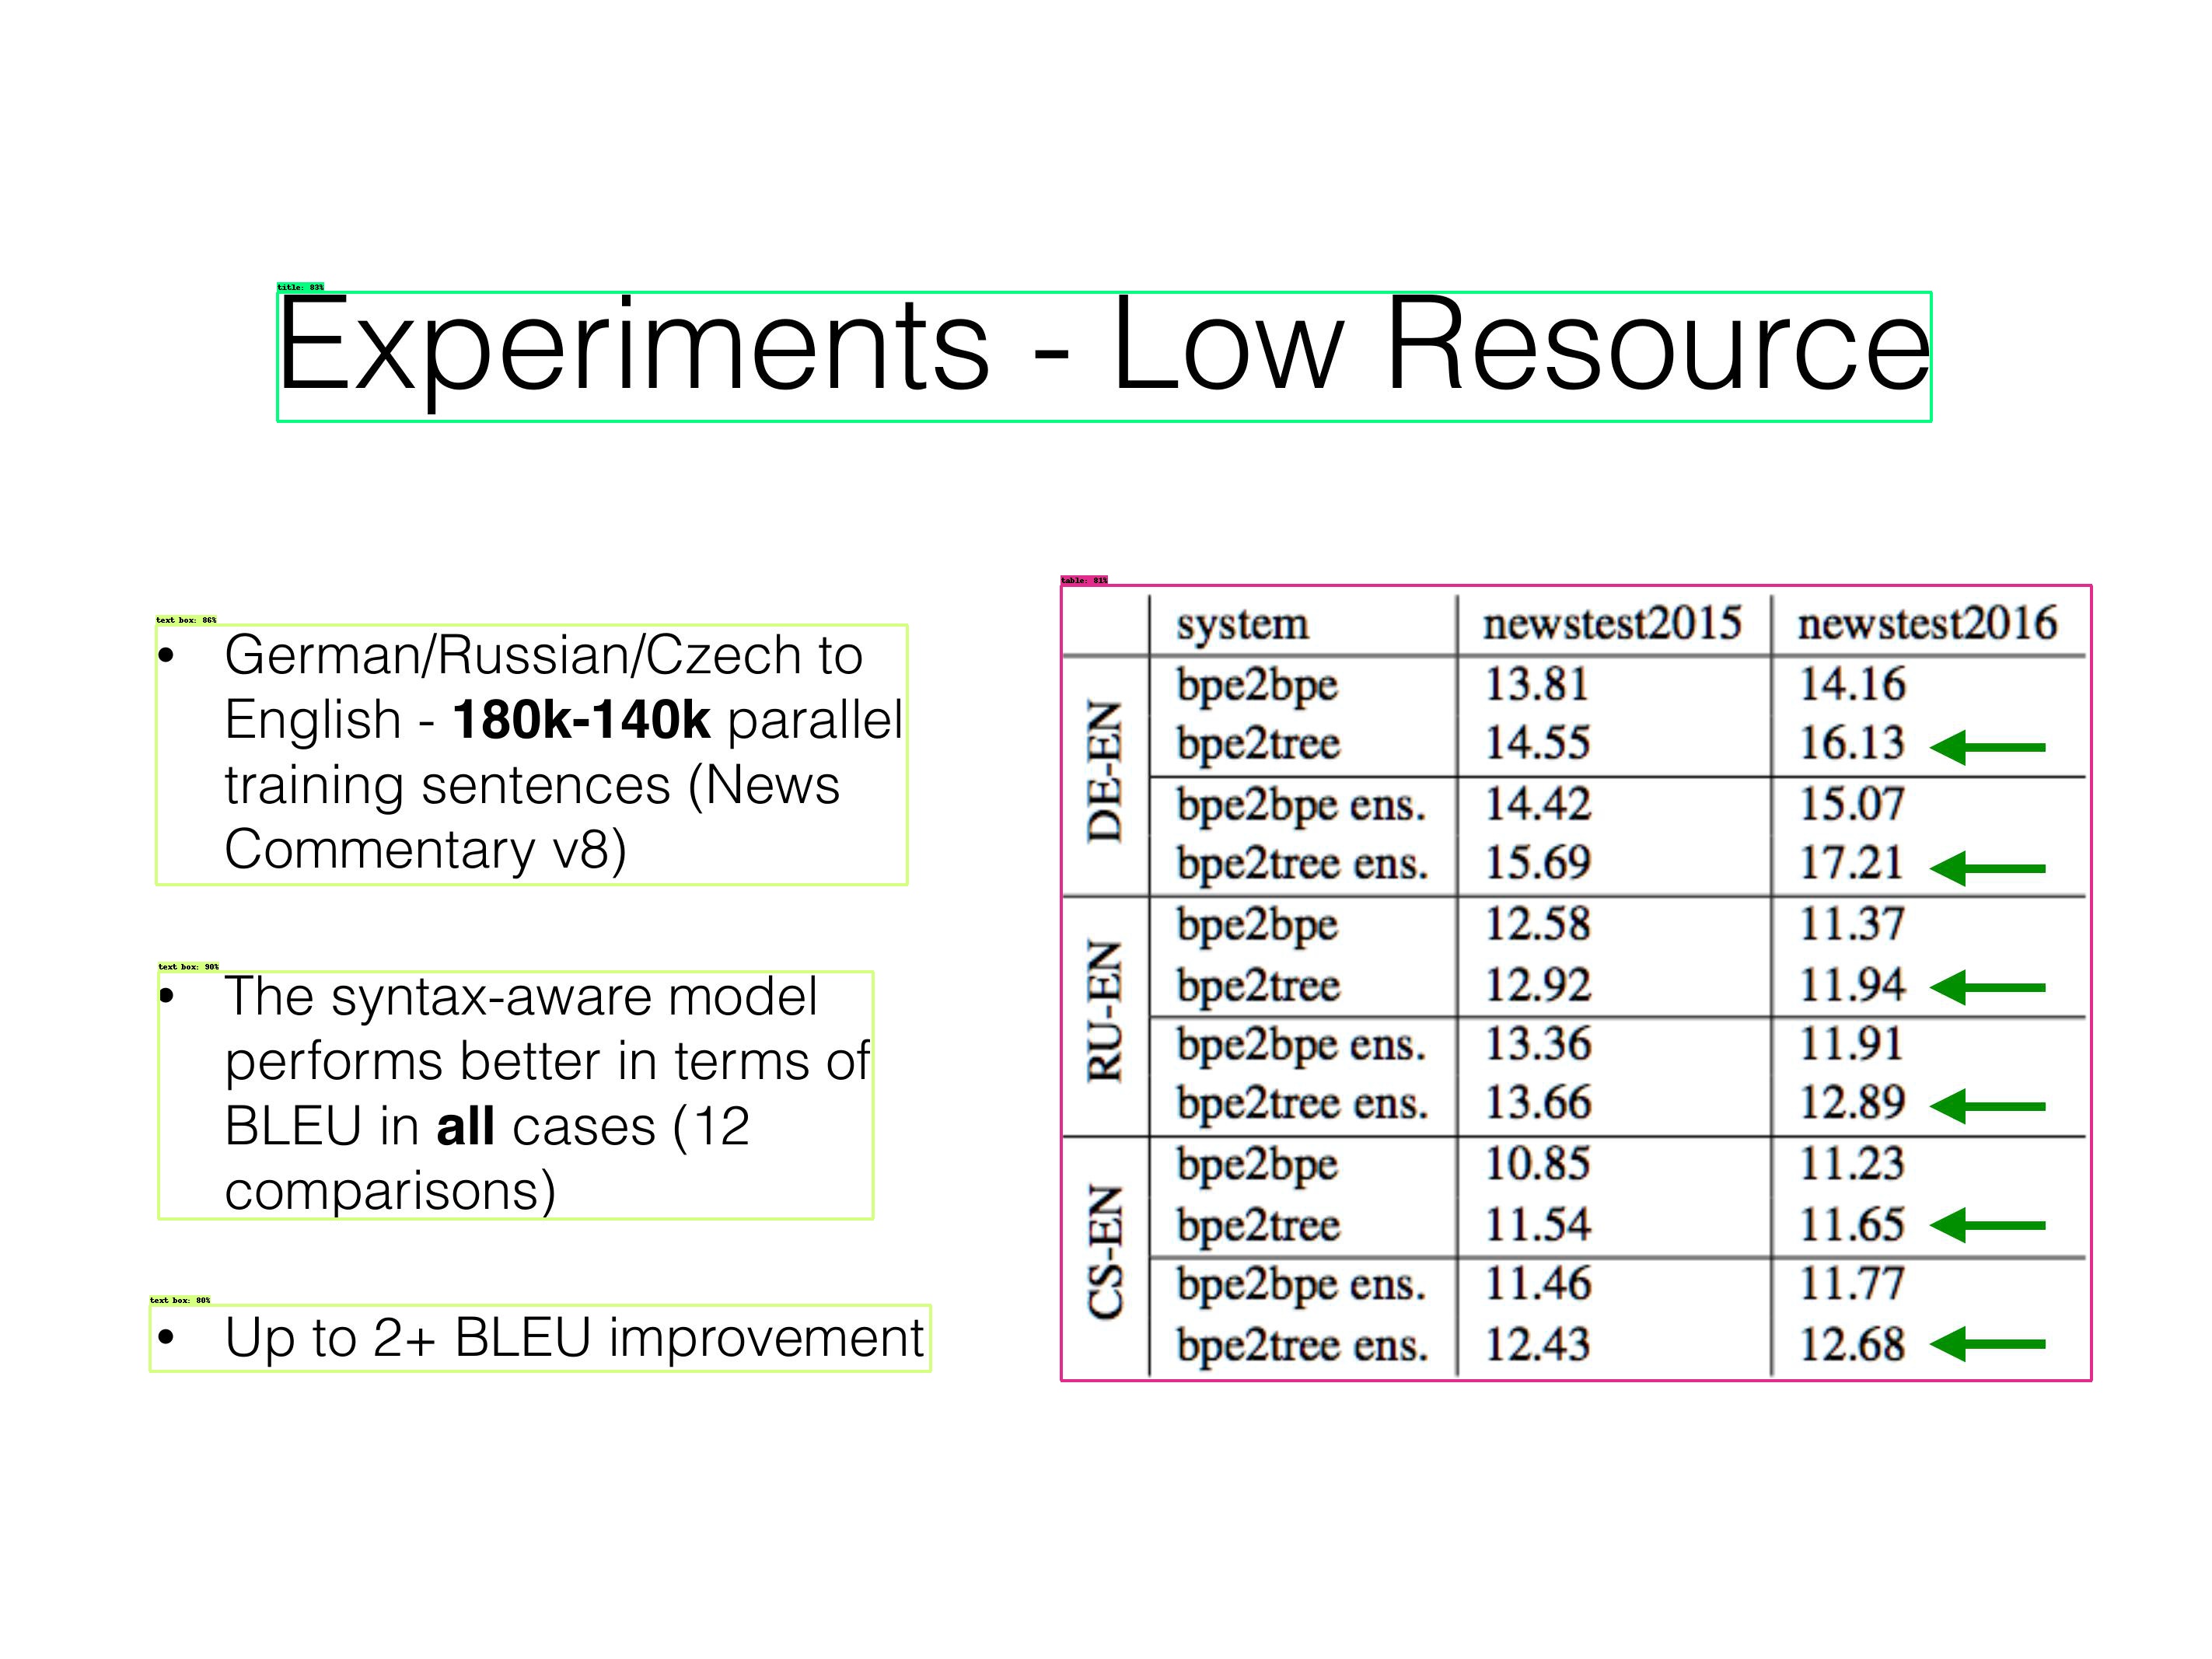 title: 83%
Experiments - Low Resource
text box: 86%
• German/Russian/Czech to
English - 180k-140k parallel
training sentences (News
Commentary v8)
text box: 90%
• The syntax-aware model
performs better in terms of
BLEU in all cases (12
comparisons)
text box: 80%
• Up to 2+ BLEU improvement
table: 81%
system newstest2015 newstest2016
DE-EN
bpe2bpe 13.81 14.16
bpe2tree 14.55 16.13
bpe2bpe ens. 14.42 15.07
bpe2tree ens. 15.69 17.21
RU-EN
bpe2bpe 12.58 11.37
bpe2tree 12.92 11.94
bpe2bpe ens. 13.36 11.91
bpe2tree ens. 13.66 12.89
CS-EN
bpe2bpe 10.85 11.23
bpe2tree 11.54 11.65
bpe2bpe ens. 11.46 11.77
bpe2tree ens. 12.43 12.68